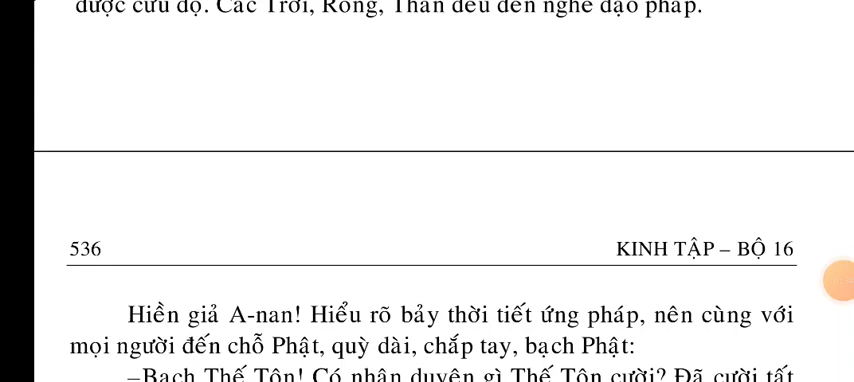 được cứu độ. Các Trời, Rồng, Thần đều đến nghe đạo pháp.
536 KINH TẬP – BỘ 16
Hiền giả A-nan! Hiểu rõ bảy thời tiết ứng pháp, nên cùng với
mọi người đến chỗ Phật, quỳ dài, chắp tay, bạch Phật:
–Bạch Thế Tôn! Có nhân duyên gì Thế Tôn cười? Đã cười tất